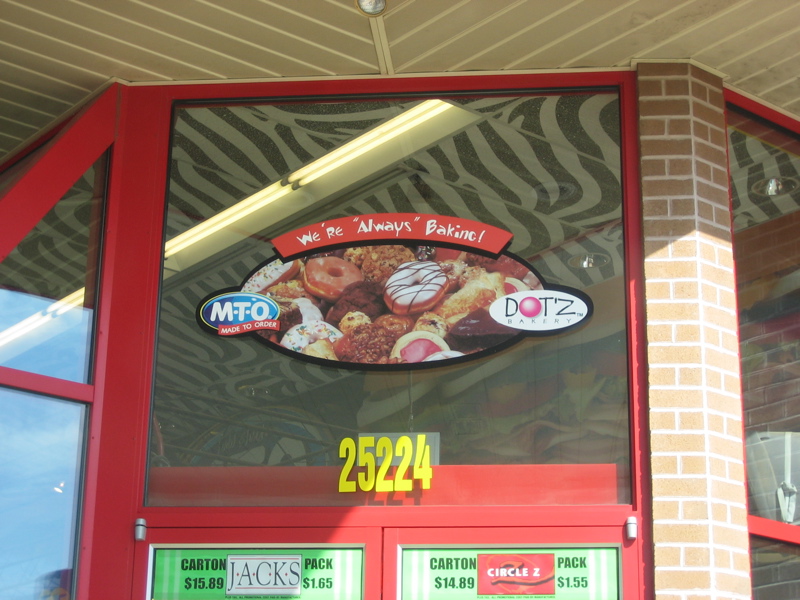 We're "Always" Baking!
M·T·O.
MADE TO ORDER
DOT'Z TM
BAKERY
25224
CARTON J·A·C·K·S PACK
$15.89 $1.65
CARTON CIRCLE Z PACK
$14.89 $1.55